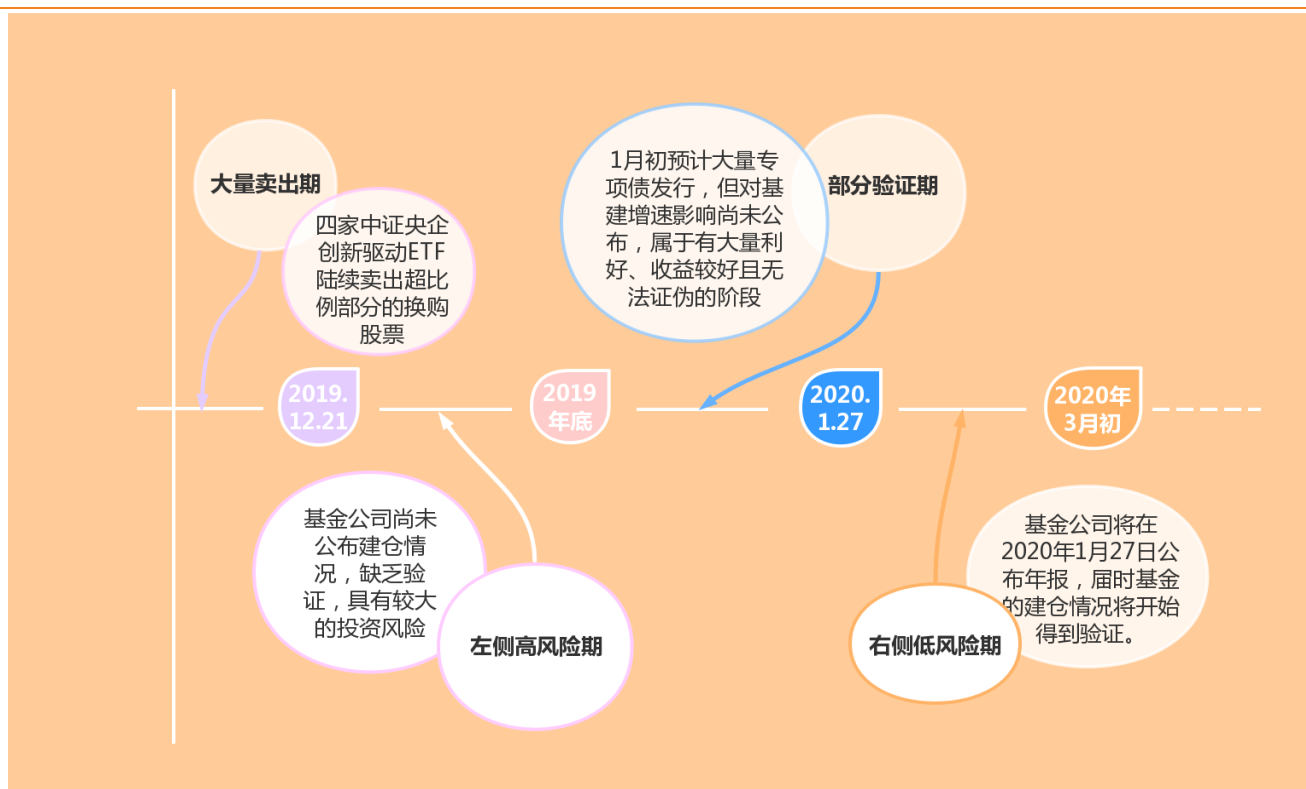 大量卖出期
四家中证央企
创新驱动ETF
陆续卖出超比
例部分的换购
股票
1月初预计大量专
项债发行，但对基
建增速影响尚未公
布，属于有大量利
好、收益较好且无
法证伪的阶段
部分验证期
2019.
12.21
2019
年底
2020.
1.27
2020年
3月初
基金公司尚未
公布建仓情
况，缺乏验
证，具有较大
的投资风险
左侧高风险期
右侧低风险期
基金公司将在
2020年1月27日公
布年报，届时基金
的建仓情况将开始
得到验证。